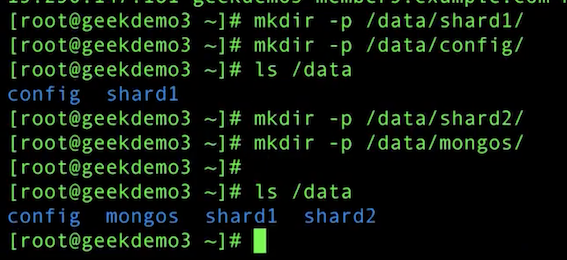 [root@geekdemo3 ~]# mkdir -p /data/shard1/
[root@geekdemo3 ~]# mkdir -p /data/config/
[root@geekdemo3 ~]# ls /data
config  shard1
[root@geekdemo3 ~]# mkdir -p /data/shard2/
[root@geekdemo3 ~]# mkdir -p /data/mongos/
[root@geekdemo3 ~]#
[root@geekdemo3 ~]# ls /data
config  mongos  shard1  shard2
[root@geekdemo3 ~]#